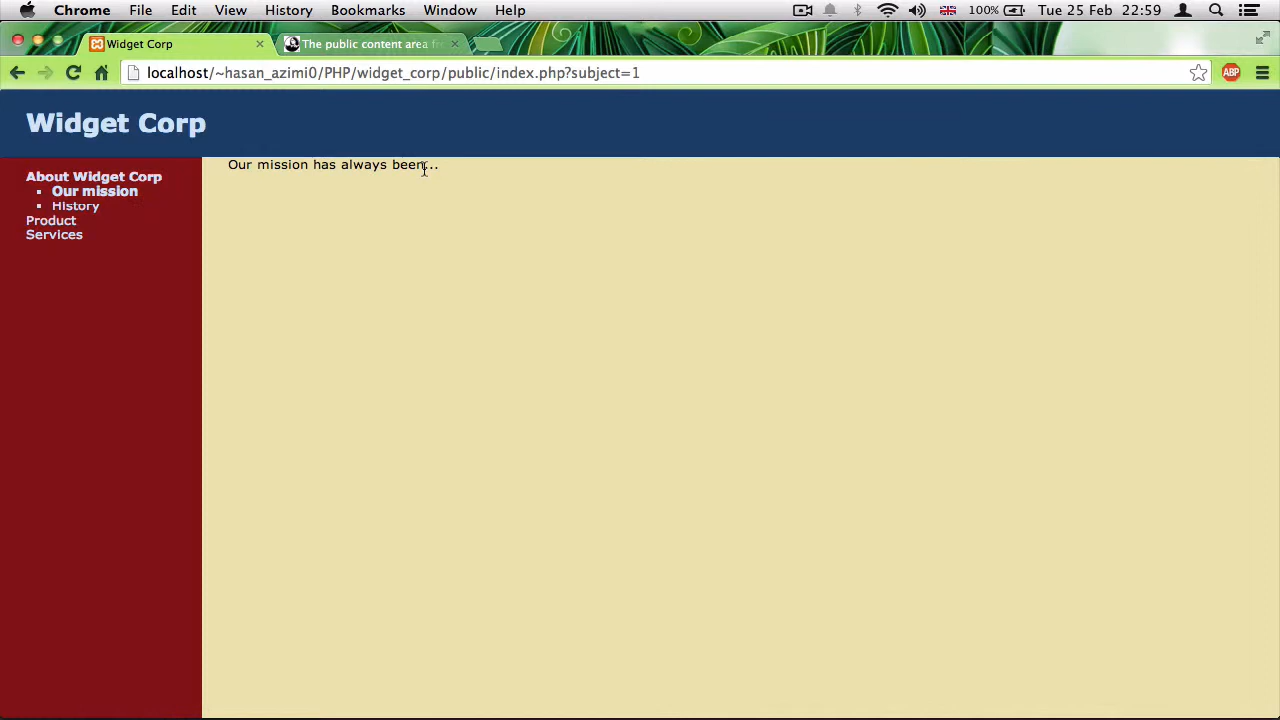 Chrome File Edit View History Bookmarks Window Help 100% Tue 25 Feb 22:59
Widget Corp The public content area fr
localhost/~hasan_azimi0/PHP/widget_corp/public/index.php?subject=1 ABP
Widget Corp
About Widget Corp
Our mission
History
Product
Services
Our mission has always been...